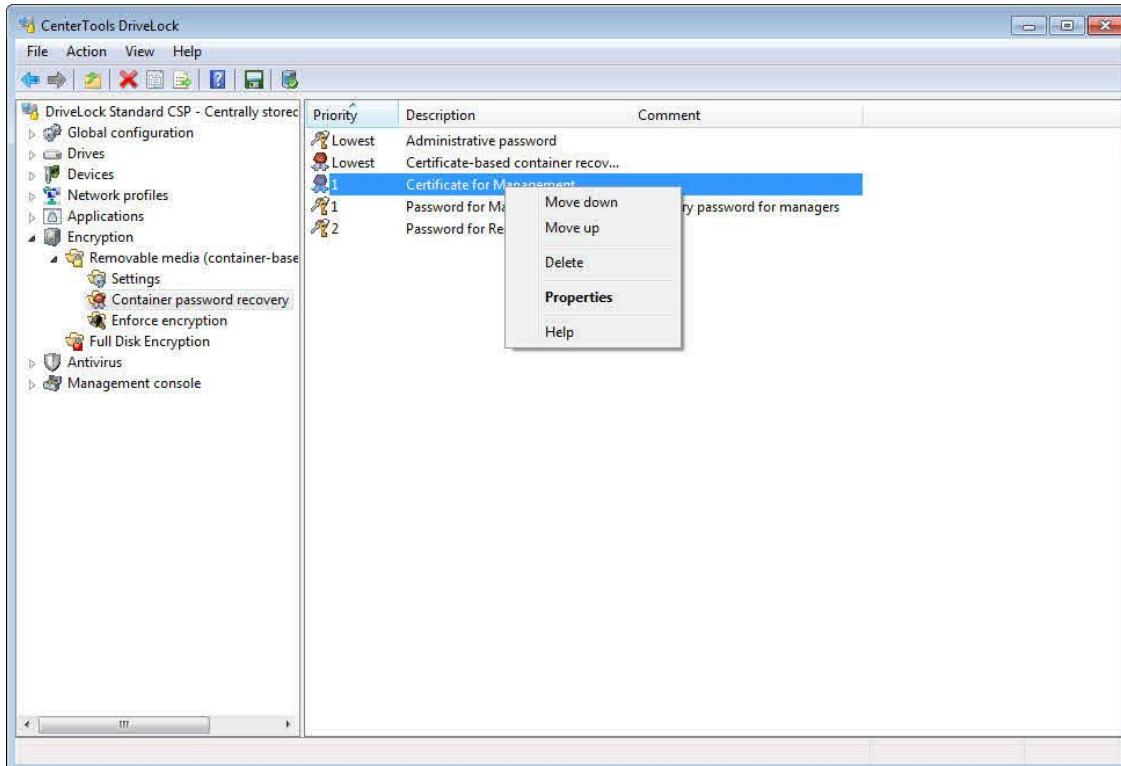 CenterTools DriveLock
File Action View Help
DriveLock Standard CSP - Centrally stored
Global configuration
Drives
Devices
Network profiles
Applications
Encryption
Removable media (container-base
Settings
Container password recovery
Enforce encryption
Full Disk Encryption
Antivirus
Management console
Priority Description Comment
Lowest Administrative password
Lowest Certificate-based container recov...
1 Certificate for Management
1 Password for Ma ry password for managers
2 Password for Re
Move down
Move up
Delete
Properties
Help